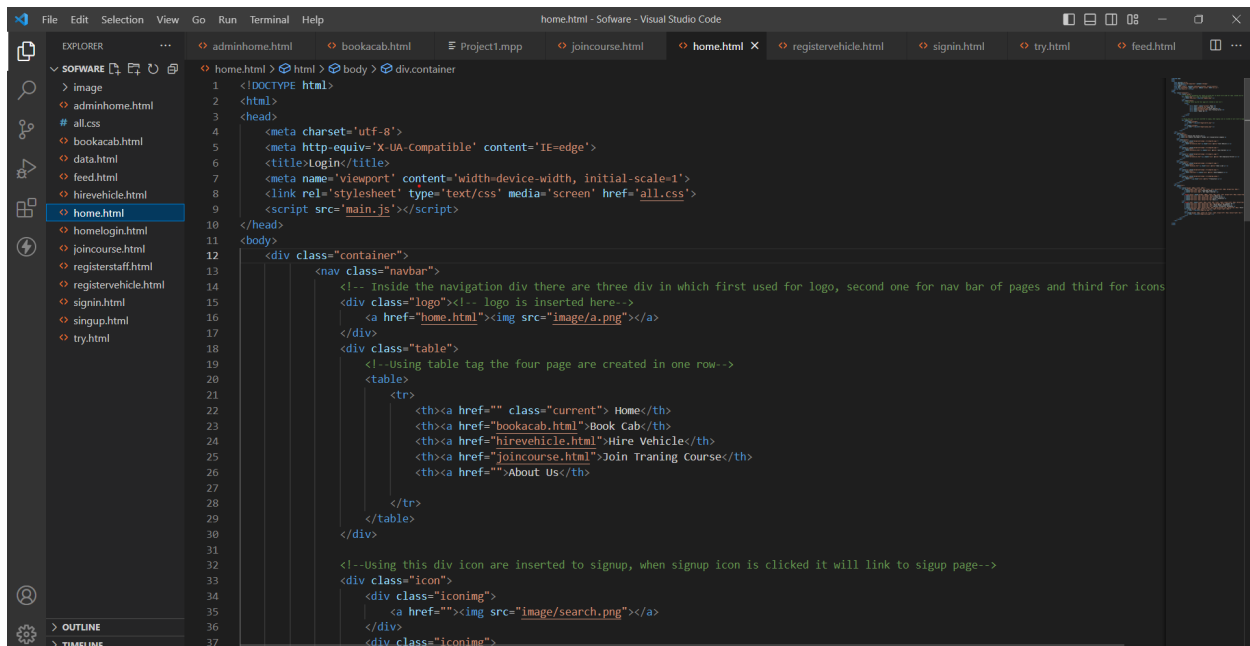 File Edit Selection View Go Run Terminal Help
home.html - Sofware - Visual Studio Code
EXPLORER
adminhome.html bookacab.html Project1.mpp joincourse.html home.html registervehicle.html signin.html try.html feed.html
SOFWARE
image
adminhome.html
# all.css
bookacab.html
data.html
feed.html
hirevehicle.html
home.html
homelogin.html
joincourse.html
registerstaff.html
registervehicle.html
signin.html
singup.html
try.html
OUTLINE
TIMELINE
home.html > html > body > div.container
1 <!DOCTYPE html>
2 <html>
3 <head>
4 <meta charset='utf-8'>
5 <meta http-equiv='X-UA-Compatible' content='IE=edge'>
6 <title>Login</title>
7 <meta name='viewport' content='width=device-width, initial-scale=1'>
8 <link rel='stylesheet' type='text/css' media='screen' href='all.css'>
9 <script src='main.js'></script>
10 </head>
11 <body>
12 <div class="container">
13 <nav class="navbar">
14 <!-- Inside the navigation div there are three div in which first used for logo, second one for nav bar of pages and third for icons
15 <div class="logo"><!-- logo is inserted here-->
16 <a href="home.html"><img src="image/a.png"></a>
17 </div>
18 <div class="table">
19 <!--Using table tag the four page are created in one row-->
20 <table>
21 <tr>
22 <th><a href="" class="current"> Home</th>
23 <th><a href="bookacab.html">Book Cab</th>
24 <th><a href="hirevehicle.html">Hire Vehicle</th>
25 <th><a href="joincourse.html">Join Traning Course</th>
26 <th><a href="">About Us</th>
27
28 </tr>
29 </table>
30 </div>
31
32 <!--Using this div icon are inserted to signup, when signup icon is clicked it will link to sigup page-->
33 <div class="icon">
34 <div class="iconimg">
35 <a href=""><img src="image/search.png"></a>
36 </div>
37 <div class="iconimg">